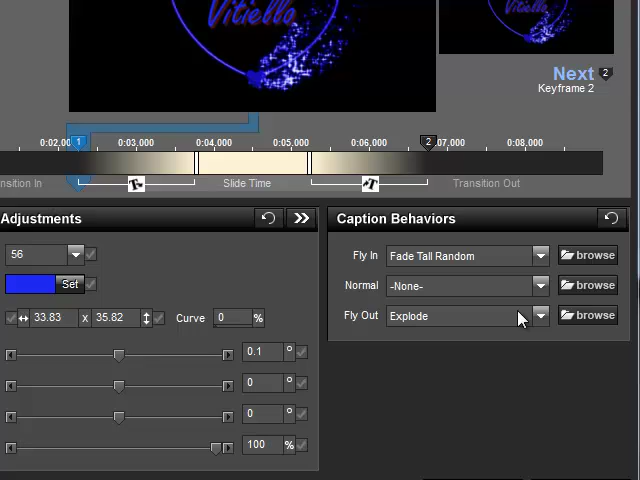 Vitiello
Vitiello
Next 2
Keyframe 2
1 2
0:02.00 0:03.000 0:04.000 0:05.000 0:06.000 07.000 0:08.000
nsition In Slide Time Transition Out
Adjustments
Caption Behaviors
56
Fly In Fade Tall Random browse
Set
Normal -None- browse
33.83 x 35.82 Curve 0 %
Fly Out Explode browse
0.1 °
0 °
0 °
100 %